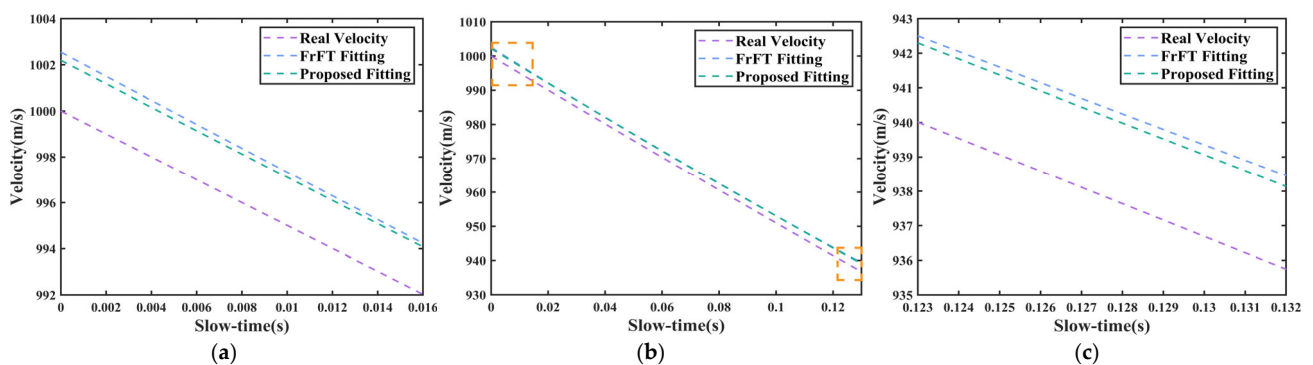 1004
1002
1000
998
996
994
992
Velocity(m/s)
0 0.002 0.004 0.006 0.008 0.01 0.012 0.014 0.016
Slow-time(s)
Real Velocity
FrFT Fitting
Proposed Fitting
(a)
1010
1000
990
980
970
960
950
940
930
Velocity(m/s)
0 0.02 0.04 0.06 0.08 0.1 0.12
Slow-time(s)
Real Velocity
FrFT Fitting
Proposed Fitting
(b)
943
942
941
940
939
938
937
936
935
Velocity(m/s)
0.123 0.124 0.125 0.126 0.127 0.128 0.129 0.13 0.131 0.132
Slow-time(s)
Real Velocity
FrFT Fitting
Proposed Fitting
(c)